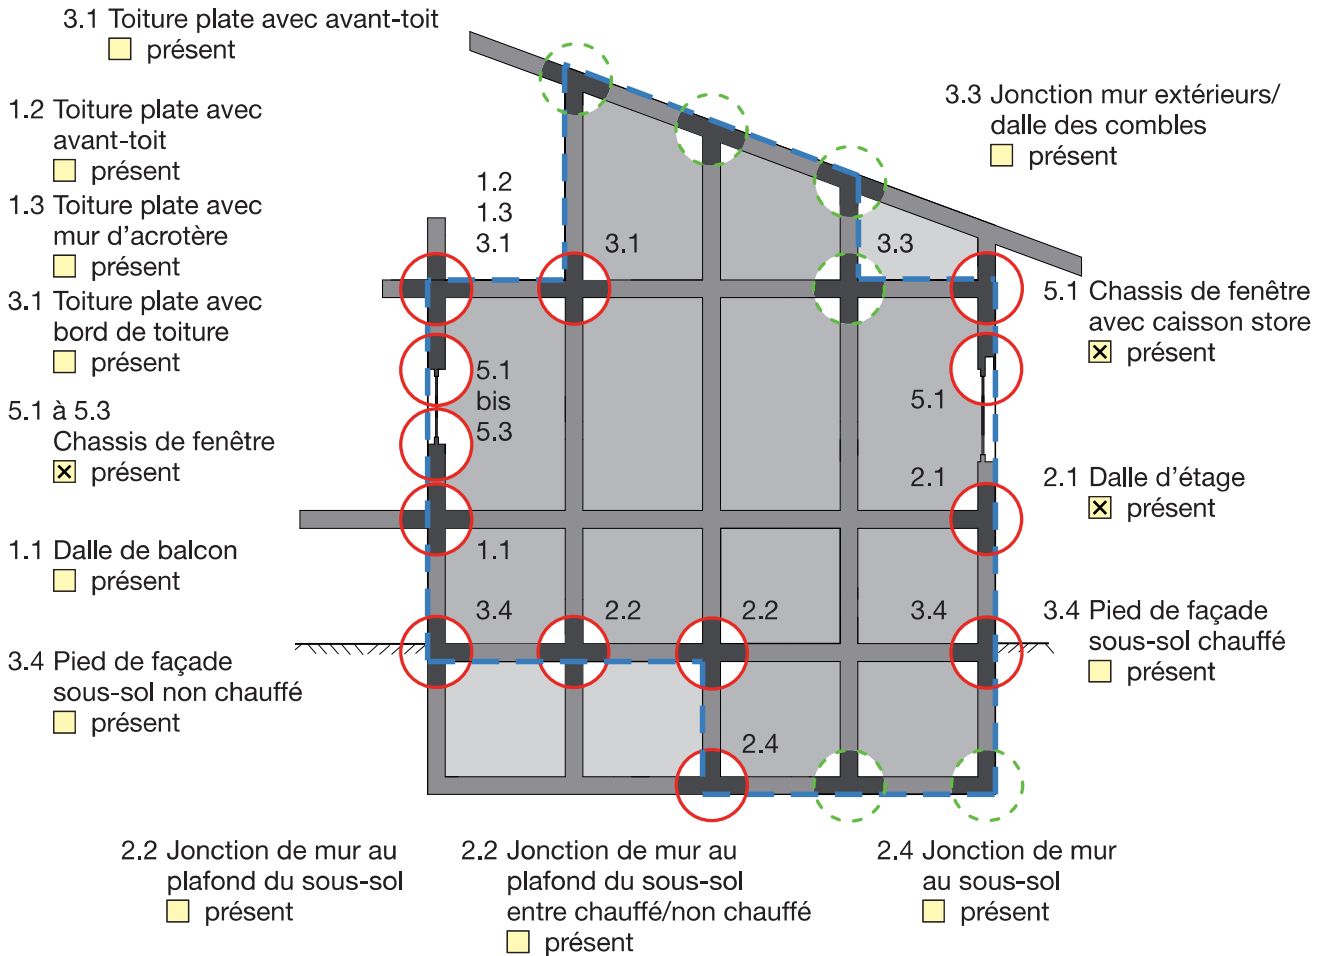 3.1 Toiture plate avec avant-toit
présent
1.2 Toiture plate avec
avant-toit
présent
1.3 Toiture plate avec
mur d'acrotère
présent
3.1 Toiture plate avec
bord de toiture
présent
5.1 à 5.3
Chassis de fenêtre
présent
1.1 Dalle de balcon
présent
3.4 Pied de façade
sous-sol non chauffé
présent
1.2
1.3
3.1
3.1
3.3
5.1
bis
5.3
5.1
2.1
1.1
3.4
2.2
2.2
3.4
2.4
3.3 Jonction mur extérieurs/
dalle des combles
présent
5.1 Chassis de fenêtre
avec caisson store
présent
2.1 Dalle d'étage
présent
3.4 Pied de façade
sous-sol chauffé
présent
2.2 Jonction de mur au
plafond du sous-sol
présent
2.2 Jonction de mur au
plafond du sous-sol
entre chauffé/non chauffé
présent
2.4 Jonction de mur
au sous-sol
présent